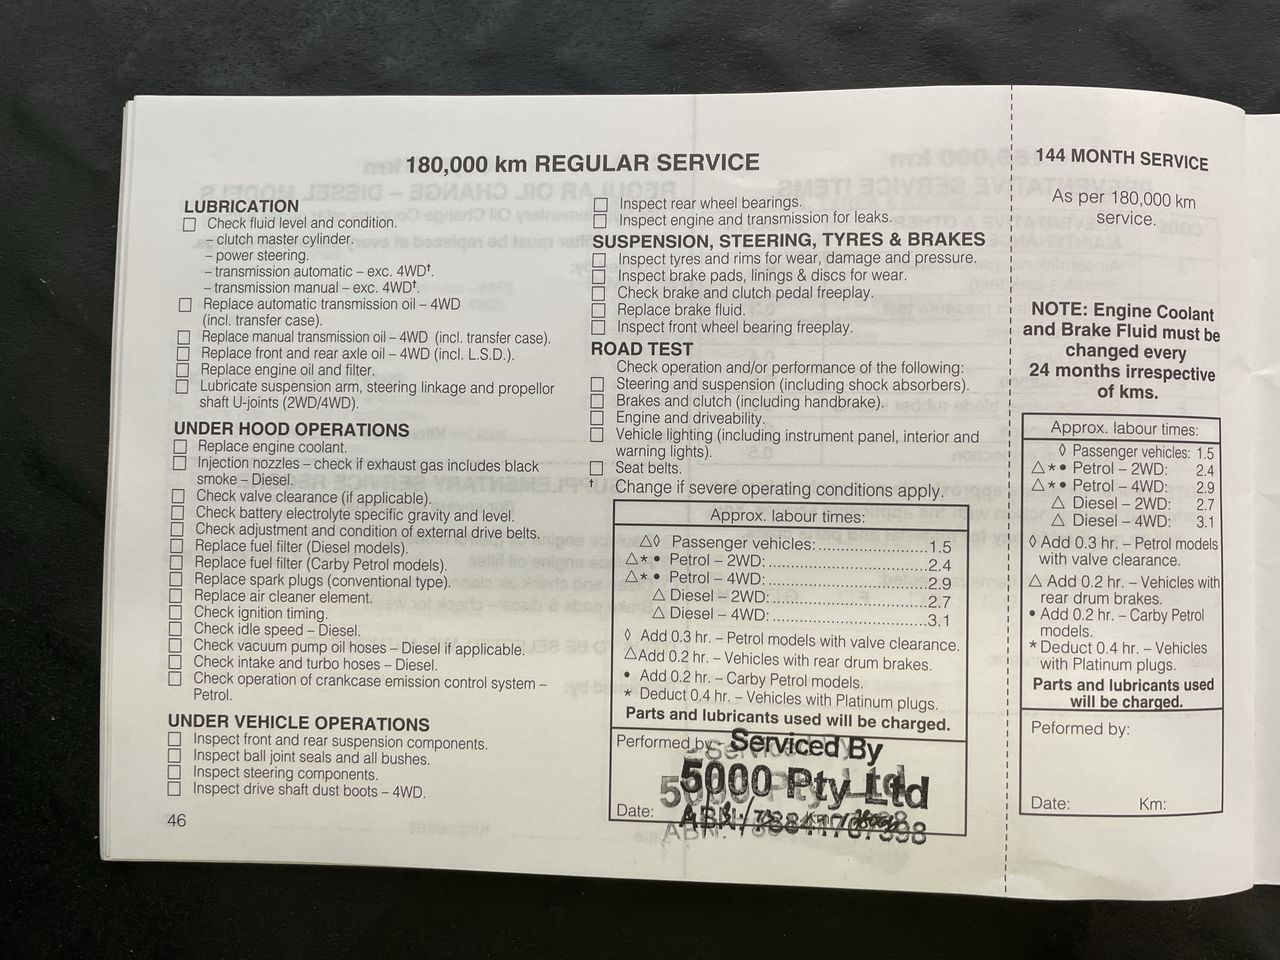 180,000 km REGULAR SERVICE
LUBRICATION
Check fluid level and condition.
– clutch master cylinder.
– power steering.
– transmission automatic – exc. 4WD†.
– transmission manual – exc. 4WD†.
Replace automatic transmission oil – 4WD
(incl. transfer case).
Replace manual transmission oil – 4WD (incl. transfer case).
Replace front and rear axle oil – 4WD (incl. L.S.D.).
Replace engine oil and filter.
Lubricate suspension arm, steering linkage and propellor
shaft U-joints (2WD/4WD).
UNDER HOOD OPERATIONS
Replace engine coolant.
Injection nozzles – check if exhaust gas includes black
smoke – Diesel.
Check valve clearance (if applicable).
Check battery electrolyte specific gravity and level.
Check adjustment and condition of external drive belts.
Replace fuel filter (Diesel models).
Replace fuel filter (Carby Petrol models).
Replace spark plugs (conventional type).
Replace air cleaner element.
Check ignition timing.
Check idle speed – Diesel.
Check vacuum pump oil hoses – Diesel if applicable.
Check intake and turbo hoses – Diesel.
Check operation of crankcase emission control system –
Petrol.
UNDER VEHICLE OPERATIONS
Inspect front and rear suspension components.
Inspect ball joint seals and all bushes.
Inspect steering components.
Inspect drive shaft dust boots – 4WD.
46
Inspect rear wheel bearings.
Inspect engine and transmission for leaks.
SUSPENSION, STEERING, TYRES & BRAKES
Inspect tyres and rims for wear, damage and pressure.
Inspect brake pads, linings & discs for wear.
Check brake and clutch pedal freeplay.
Replace brake fluid.
Inspect front wheel bearing freeplay.
ROAD TEST
Check operation and/or performance of the following:
Steering and suspension (including shock absorbers).
Brakes and clutch (including handbrake).
Engine and driveability.
Vehicle lighting (including instrument panel, interior and
warning lights).
Seat belts.
† Change if severe operating conditions apply.
Approx. labour times:
△◊ Passenger vehicles:..........................1.5
△*• Petrol – 2WD:.....................................2.4
△*• Petrol – 4WD:.....................................2.9
△ Diesel – 2WD:.....................................2.7
△ Diesel – 4WD:.....................................3.1
◊ Add 0.3 hr. – Petrol models with valve clearance.
△Add 0.2 hr. – Vehicles with rear drum brakes.
• Add 0.2 hr. – Carby Petrol models.
* Deduct 0.4 hr. – Vehicles with Platinum plugs.
Parts and lubricants used will be charged.
Performed by:
Serviced By
5000 Pty Ltd
Date:
144 MONTH SERVICE
As per 180,000 km
service.
NOTE: Engine Coolant
and Brake Fluid must be
changed every
24 months irrespective
of kms.
Approx. labour times:
◊ Passenger vehicles: 1.5
△*• Petrol – 2WD: 2.4
△*• Petrol – 4WD: 2.9
△ Diesel – 2WD: 2.7
△ Diesel – 4WD: 3.1
◊ Add 0.3 hr. – Petrol models
with valve clearance.
△ Add 0.2 hr. – Vehicles with
rear drum brakes.
• Add 0.2 hr. – Carby Petrol
models.
* Deduct 0.4 hr. – Vehicles
with Platinum plugs.
Parts and lubricants used
will be charged.
Peformed by:
Date: Km: